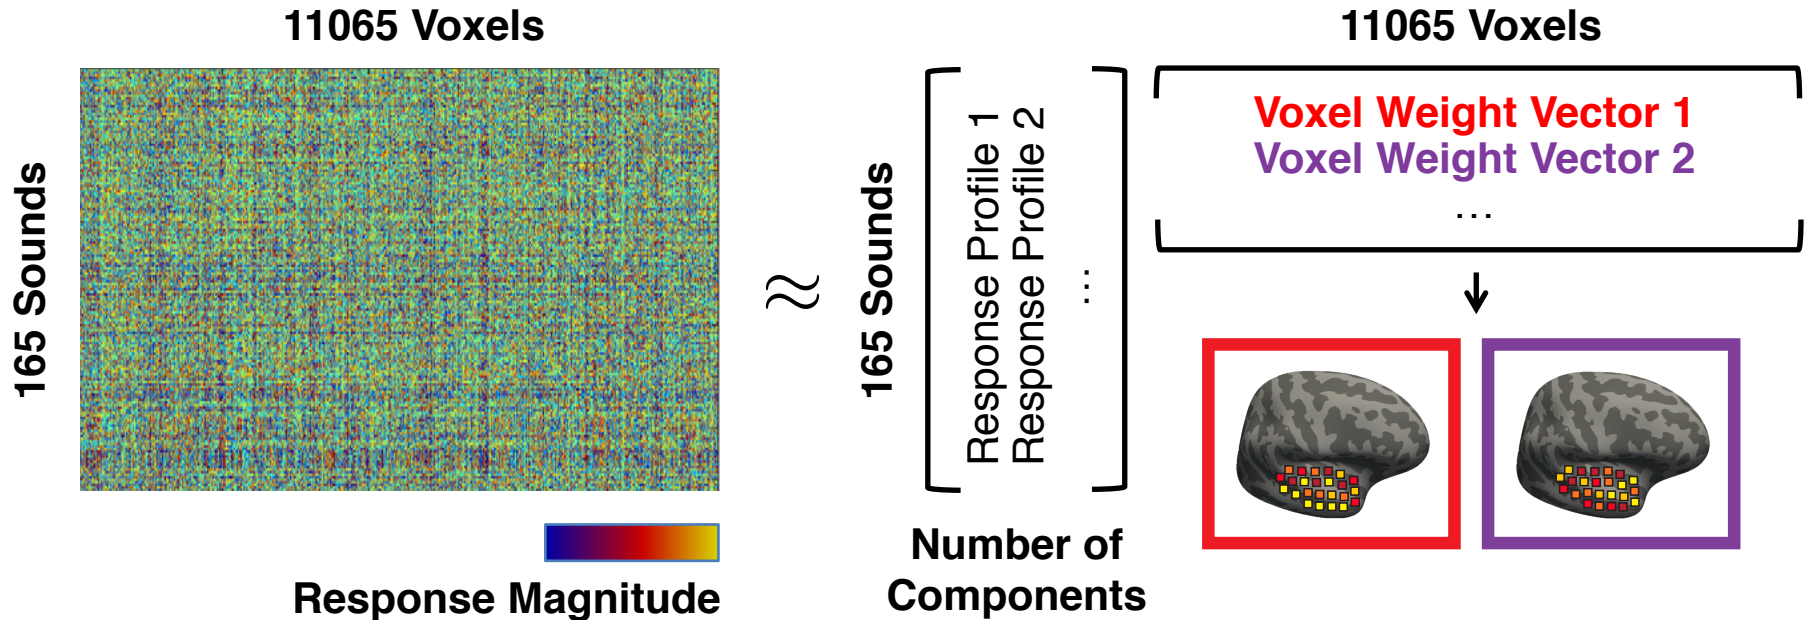 11065 Voxels
165 Sounds
Response Magnitude
≈
165 Sounds
Response Profile 1
Response Profile 2
...
Number of
Components
11065 Voxels
Voxel Weight Vector 1
Voxel Weight Vector 2
...